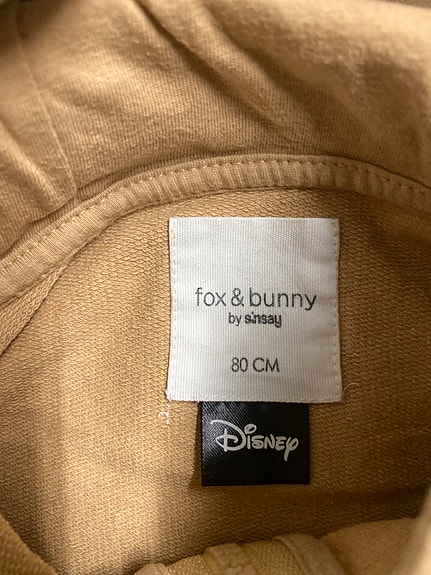 fox & bunny
by sinsay
80 CM
Disney